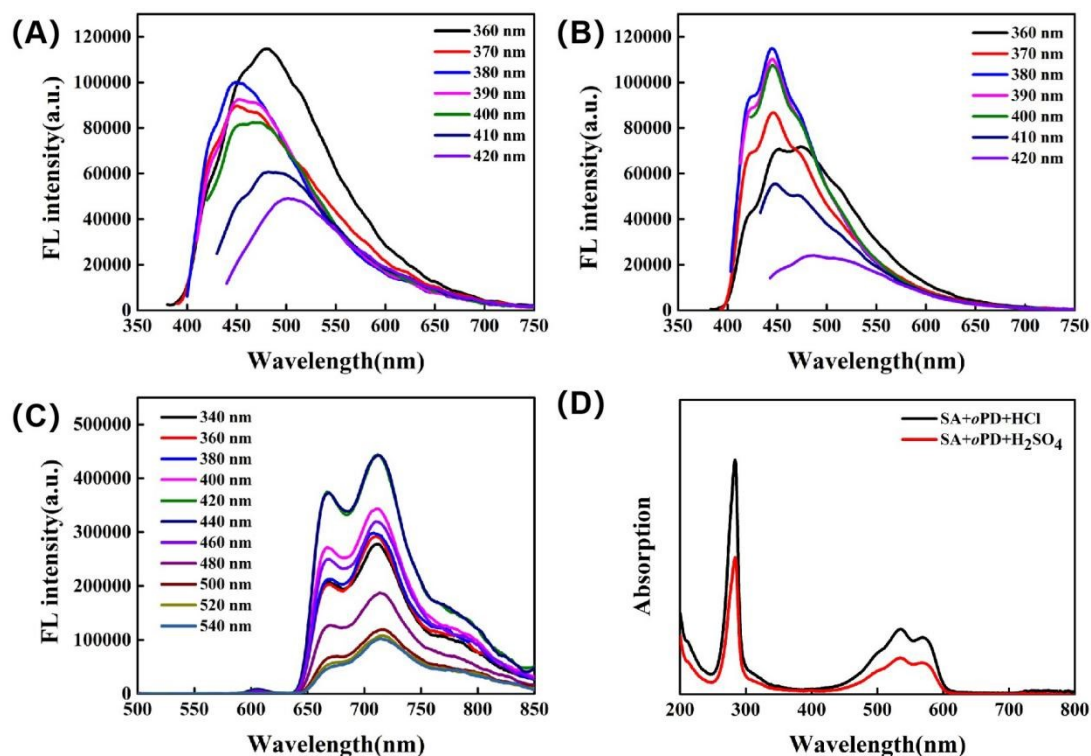 (A)
120000
100000
80000
60000
40000
20000
0
FL intensity(a.u.)
360 nm
370 nm
380 nm
390 nm
400 nm
410 nm
420 nm
350 400 450 500 550 600 650 700 750
Wavelength(nm)
(B)
120000
100000
80000
60000
40000
20000
0
FL intensity(a.u.)
360 nm
370 nm
380 nm
390 nm
400 nm
410 nm
420 nm
350 400 450 500 550 600 650 700 750
Wavelength(nm)
(C)
500000
400000
300000
200000
100000
0
FL intensity(a.u.)
340 nm
360 nm
380 nm
400 nm
420 nm
440 nm
460 nm
480 nm
500 nm
520 nm
540 nm
500 550 600 650 700 750 800 850
Wavelength(nm)
(D)
Absorption
SA+oPD+HCl
SA+oPD+H₂SO₄
200 300 400 500 600 700 800
Wavelength(nm)